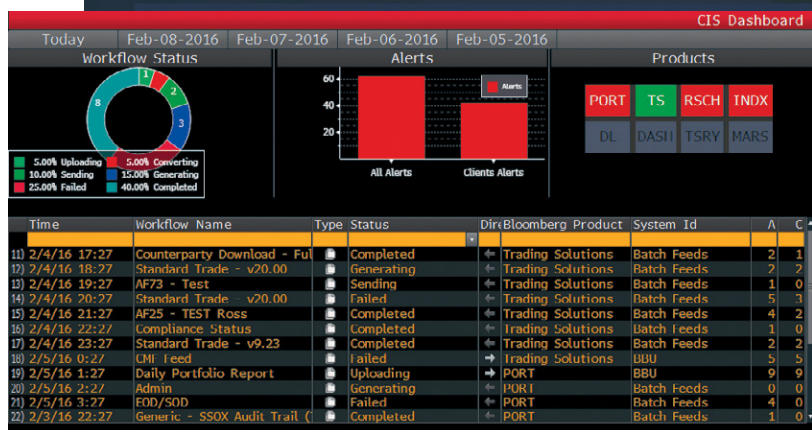 CIS Dashboard
Today Feb-08-2016 Feb-07-2016 Feb-06-2016 Feb-05-2016
Workflow Status Alerts Products
1
2
3
8
5.00% Uploading 5.00% Converting
10.00% Sending 15.00% Generating
25.00% Failed 40.00% Completed
60
40
20
Alerts
All Alerts Clients Alerts
PORT TS RSCH INDX
DL DASH TSRY MARS
Time Workflow Name Type Status Dire Bloomberg Product System Id A C
11) 2/4/16 17:27 Counterparty Download - Ful Completed ← Trading Solutions Batch Feeds 2 1
12) 2/4/16 18:27 Standard Trade - v20.00 Generating ← Trading Solutions Batch Feeds 2 2
13) 2/4/16 19:27 AF73 - Test Sending ← Trading Solutions Batch Feeds 1 0
14) 2/4/16 20:27 Standard Trade - v20.00 Failed ← Trading Solutions Batch Feeds 5 3
15) 2/4/16 21:27 AF25 - TEST Ross Completed ← Trading Solutions Batch Feeds 4 2
16) 2/4/16 22:27 Compliance Status Completed ← Trading Solutions Batch Feeds 1 0
17) 2/4/16 23:27 Standard Trade - v9.23 Completed ← Trading Solutions Batch Feeds 2 2
18) 2/5/16 0:27 CMF Feed Failed → Trading Solutions BBU 5 5
19) 2/5/16 1:27 Daily Portfolio Report Uploading → PORT BBU 9 9
20) 2/5/16 2:27 Admin Generating ← PORT Batch Feeds 0 0
21) 2/5/16 3:27 EOD/SOD Failed ← PORT Batch Feeds 4 0
22) 2/3/16 22:27 Generic - SSOX Audit Trail ( Completed ← PORT Batch Feeds 1 0